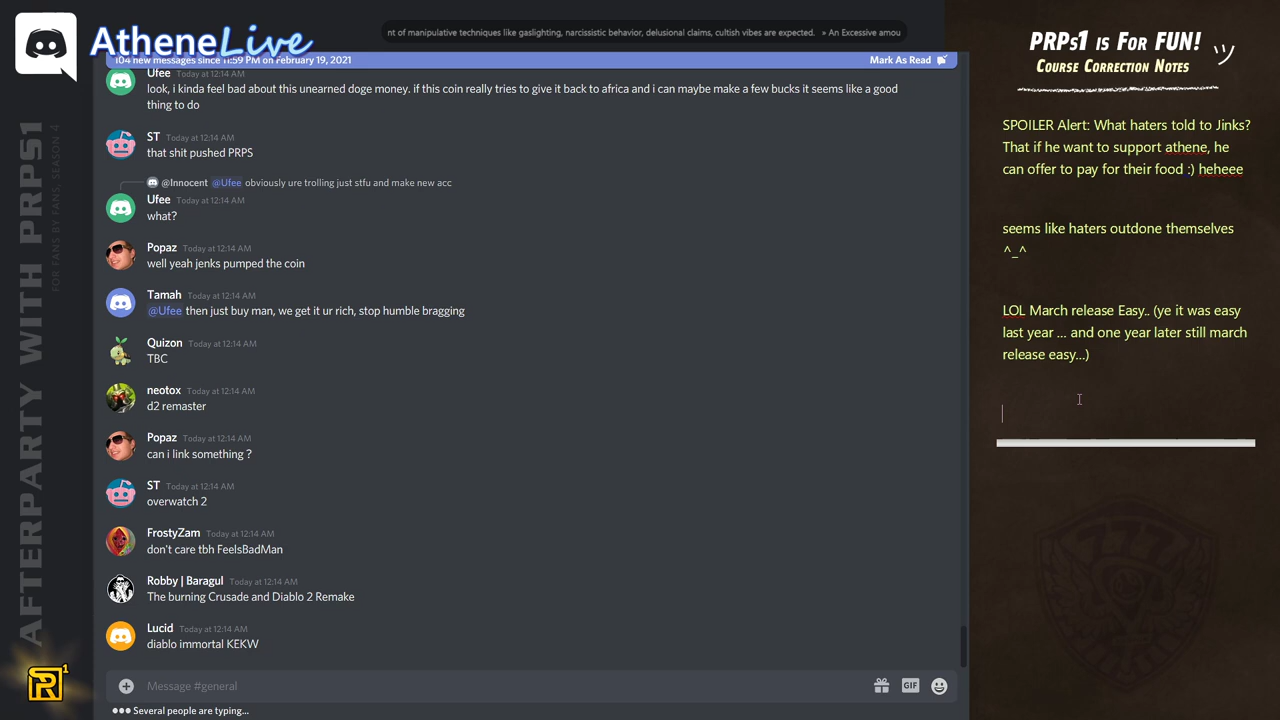 AtheneLive
nt of manipulative techniques like gaslighting, narcissistic behavior, delusional claims, cultish vibes are expected.   » An Excessive amou
104 new messages since 11:59 PM on February 19, 2021
Mark As Read
Ufee Today at 12:14 AM
look, i kinda feel bad about this unearned doge money. if this coin really tries to give it back to africa and i can maybe make a few bucks it seems like a good
thing to do
ST Today at 12:14 AM
that shit pushed PRPS
@Innocent @Ufee obviously ure trolling just stfu and make new acc
Ufee Today at 12:14 AM
what?
Popaz Today at 12:14 AM
well yeah jenks pumped the coin
Tamah Today at 12:14 AM
@Ufee then just buy man, we get it ur rich, stop humble bragging
Quizon Today at 12:14 AM
TBC
neotox Today at 12:14 AM
d2 remaster
Popaz Today at 12:14 AM
can i link something ?
ST Today at 12:14 AM
overwatch 2
FrostyZam Today at 12:14 AM
don't care tbh FeelsBadMan
Robby | Baragul Today at 12:14 AM
The burning Crusade and Diablo 2 Remake
Lucid Today at 12:14 AM
diablo immortal KEKW
Message #general
GIF
Several people are typing...
AFTERPARTY WITH PRPS1
FOR FANS BY FANS, SEASON 4
R1
PRPs1 is For FUN! ツ
Course Correction Notes
SPOILER Alert: What haters told to Jinks?
That if he want to support athene, he
can offer to pay for their food :) heheee
seems like haters outdone themselves
^_^
LOL March release Easy.. (ye it was easy
last year ... and one year later still march
release easy...)
777